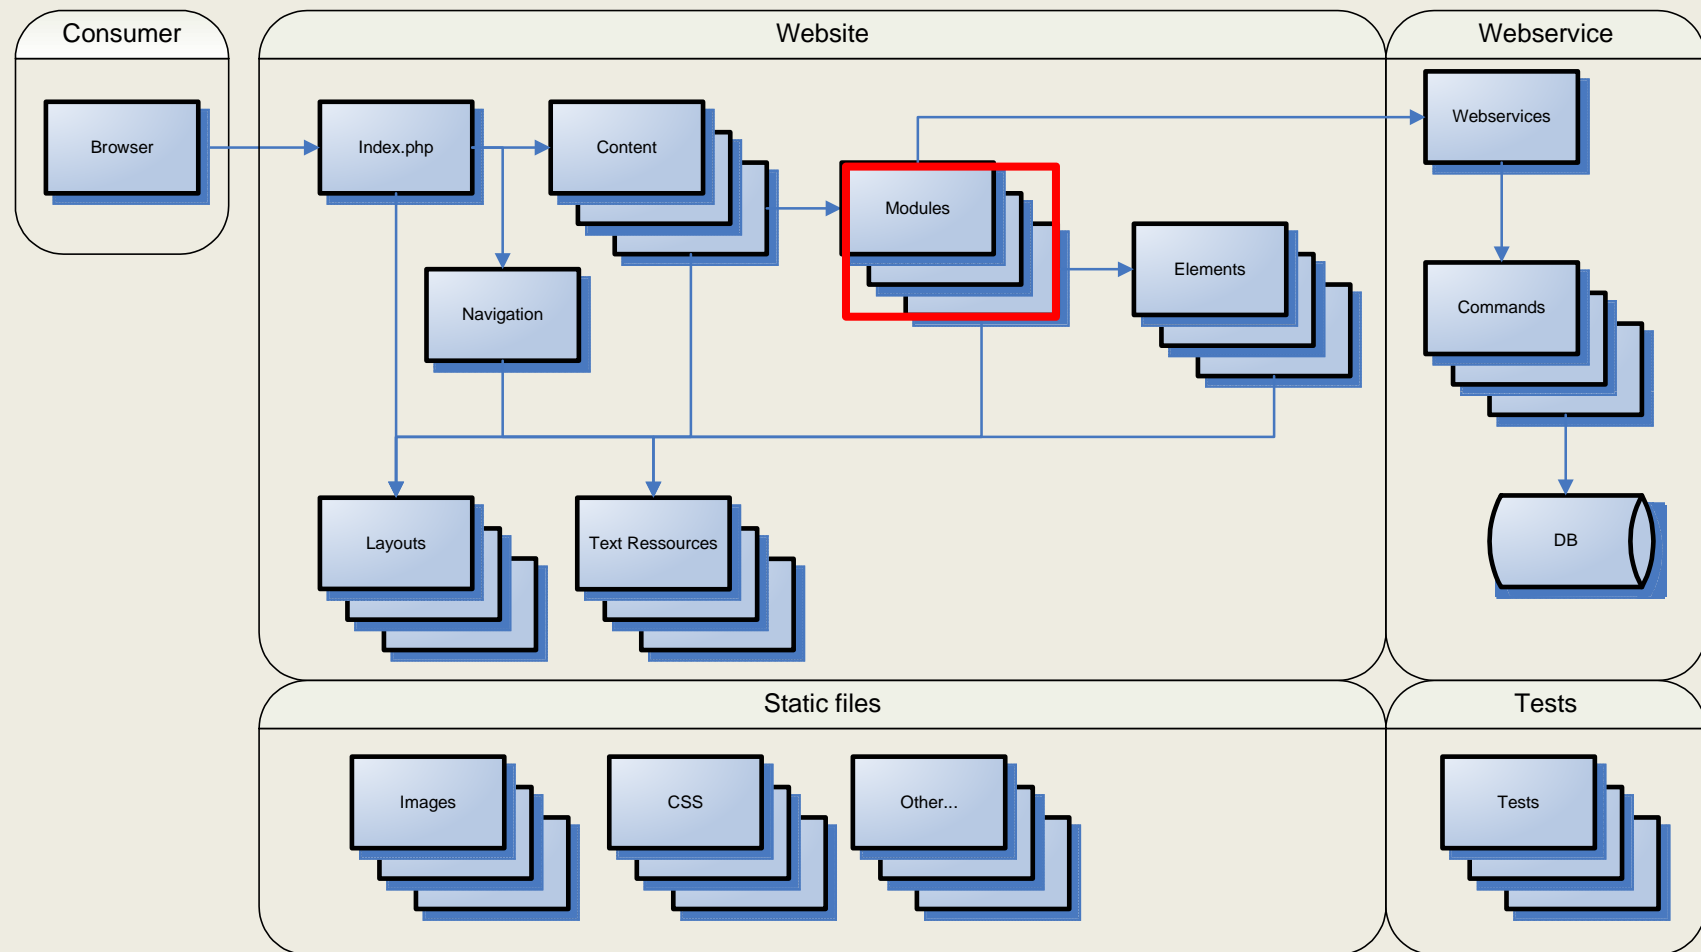 Consumer
Website
Webservice
Browser
Index.php
Content
Modules
Webservices
Navigation
Elements
Commands
Layouts
Text Ressources
DB
Static files
Tests
Images
CSS
Other...
Tests